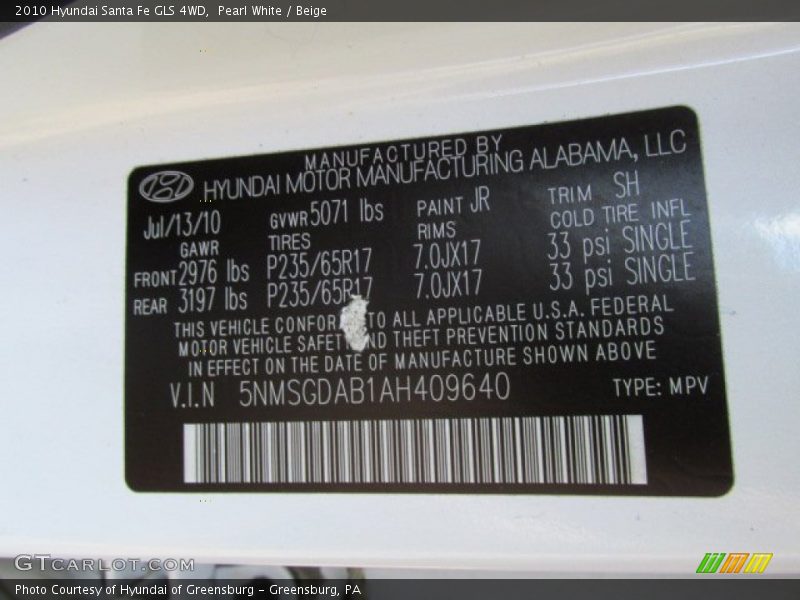 2010 Hyundai Santa Fe GLS 4WD, Pearl White / Beige
MANUFACTURED BY
HYUNDAI MOTOR MANUFACTURING ALABAMA, LLC
Jul/13/10 GVWR 5071 lbs PAINT JR TRIM SH
GAWR TIRES RIMS COLD TIRE INFL
FRONT 2976 lbs P235/65R17 7.0JX17 33 psi SINGLE
REAR 3197 lbs P235/65R17 7.0JX17 33 psi SINGLE
THIS VEHICLE CONFOR TO ALL APPLICABLE U.S.A. FEDERAL
MOTOR VEHICLE SAFET ND THEFT PREVENTION STANDARDS
IN EFFECT ON THE DATE OF MANUFACTURE SHOWN ABOVE
V.I.N 5NMSGDAB1AH409640 TYPE: MPV
GTCARLOT.COM
Photo Courtesy of Hyundai of Greensburg - Greensburg, PA